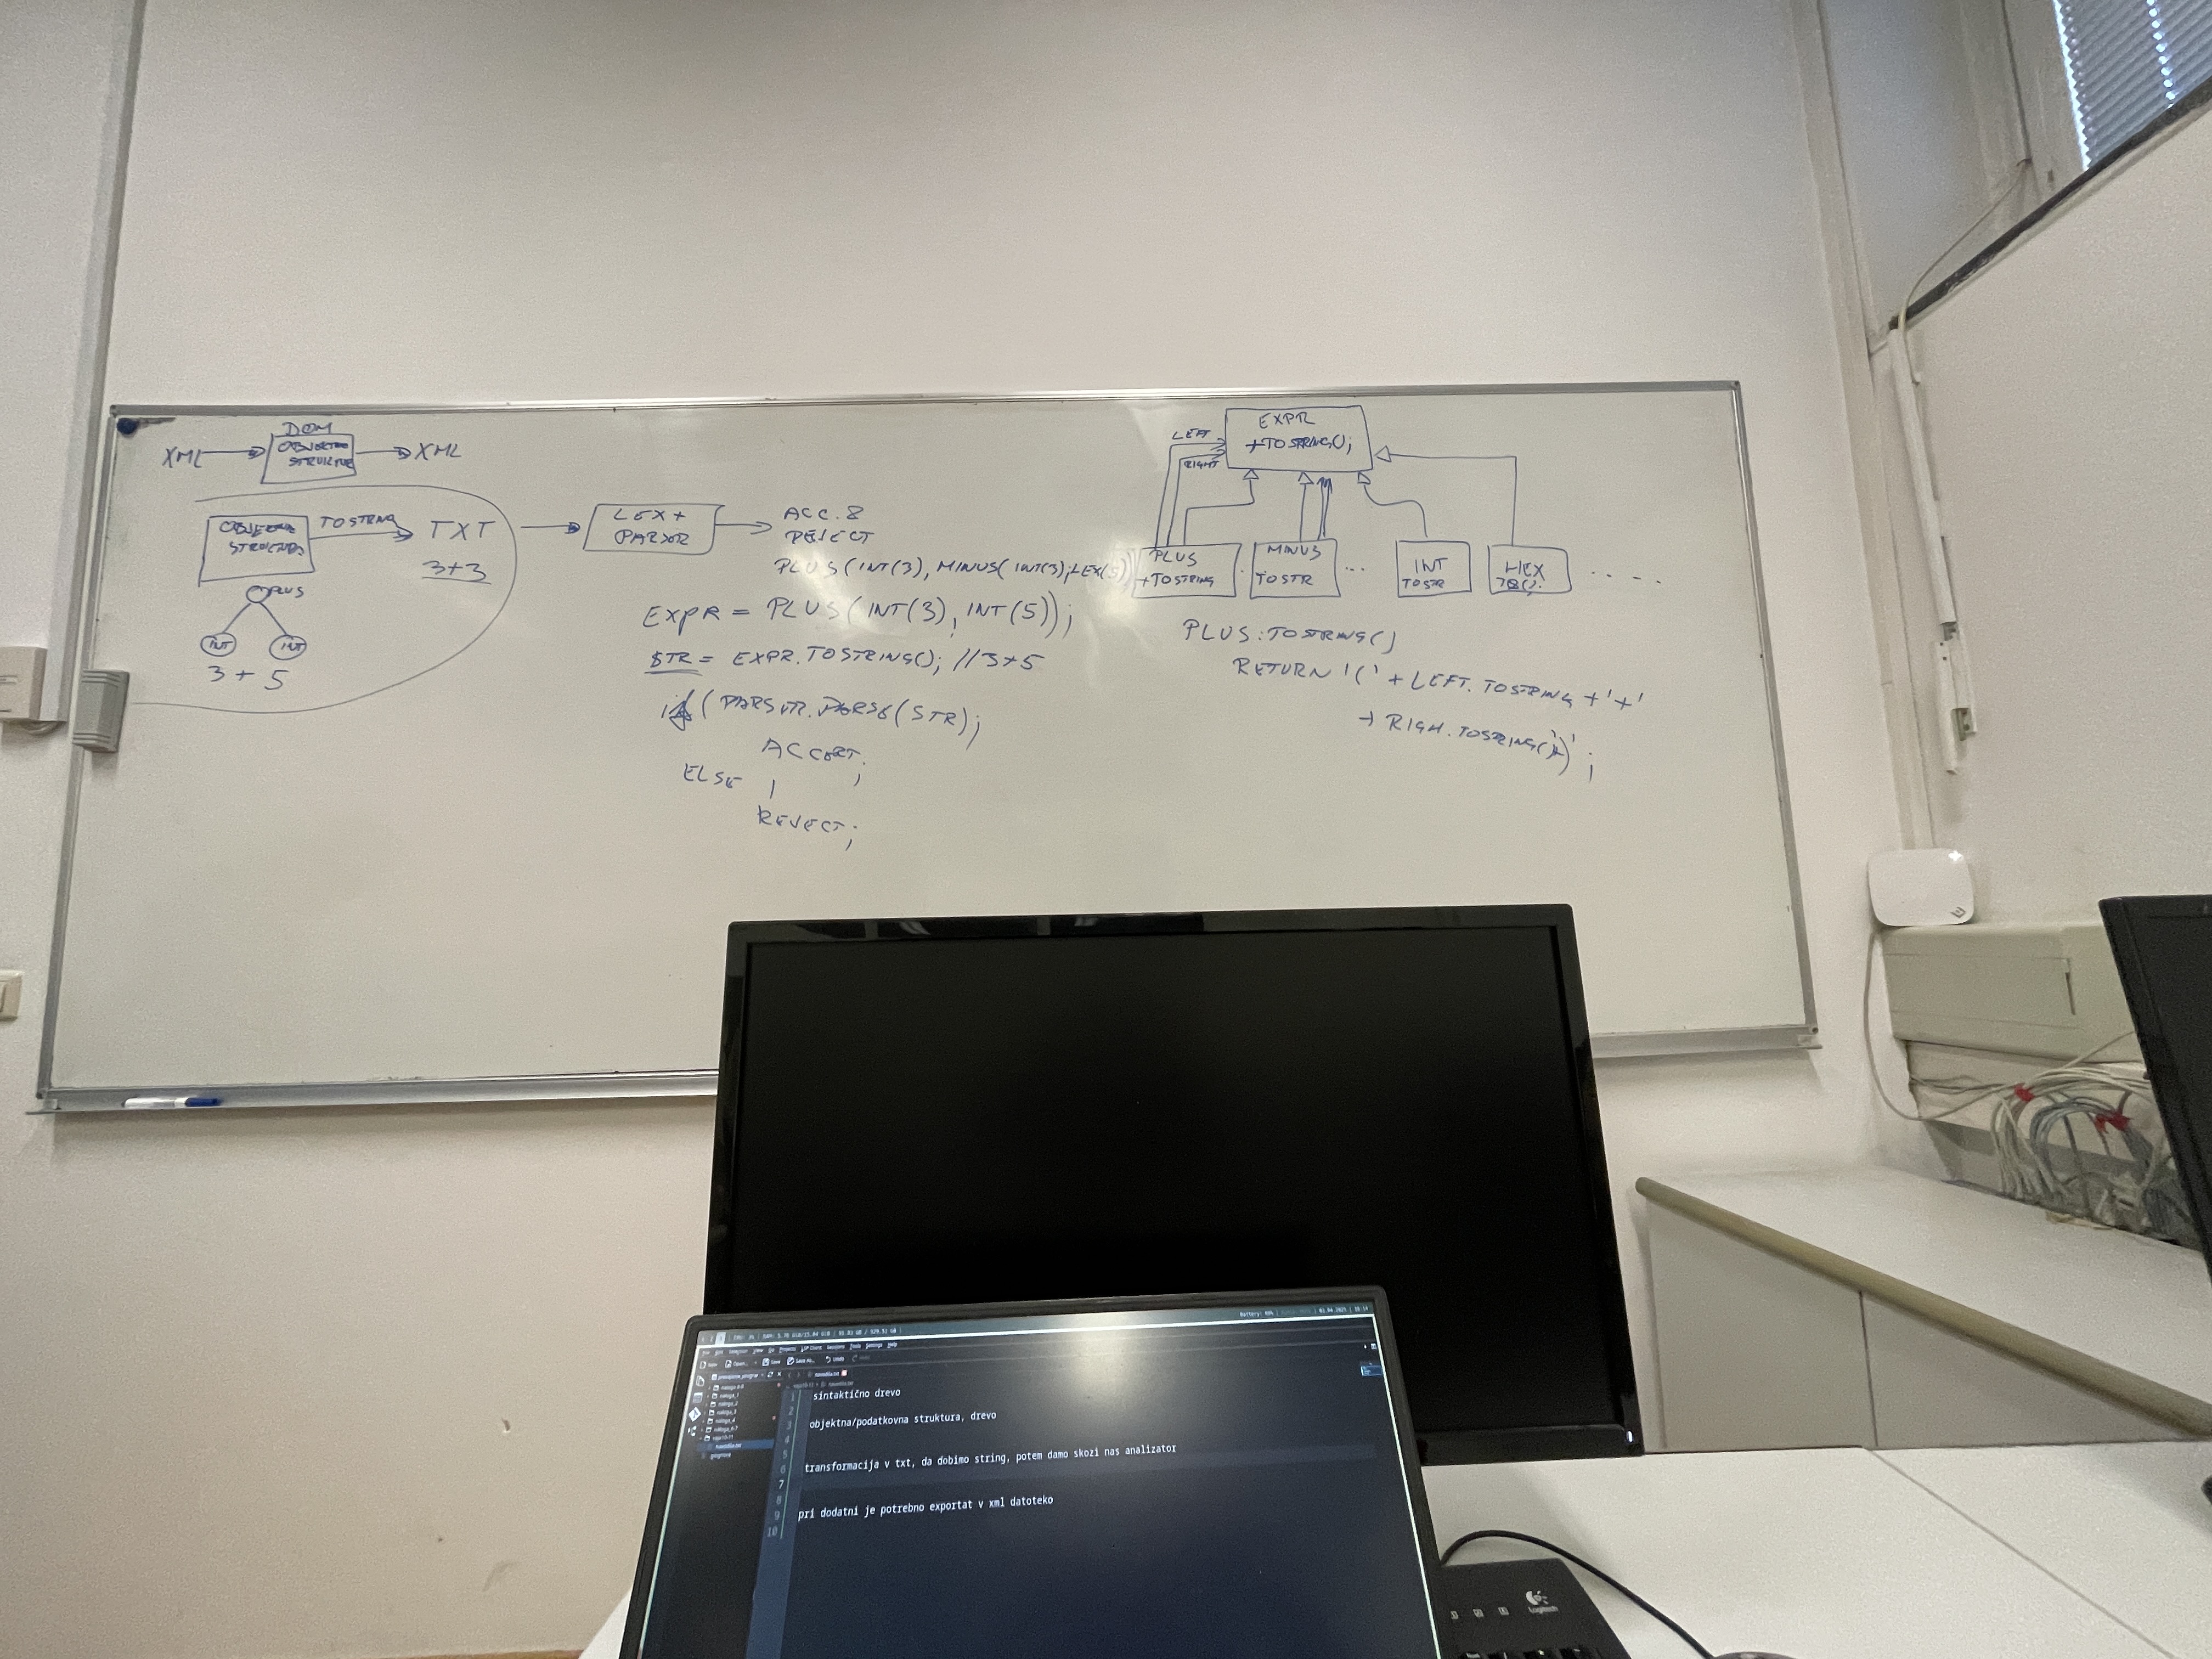 DOM
XML
OBJEKTNA
STRUKTURA
XML
OBJEKTNA
STRUKTURA
TOSTRING
TXT
3+3
PLUS
INT
INT
3 + 5
LEX +
PARSER
ACC. &
REJECT
PLUS(INT(3), MINUS(INT(3), HEX(5))
EXPR = PLUS(INT(3), INT(5));
STR = EXPR.TOSTRING(); //3+5
if (PARSER.PARSE(STR);
ACCEPT;
ELSE
REJECT;
EXPR
+TOSTRING();
LEFT
RIGHT
PLUS
+TOSTRING
MINUS
TOSTR
...
INT
TOSTR
HEX
.....
PLUS:TOSTRING()
RETURN '(' + LEFT.TOSTRING +'+'
+ RIGH.TOSTRING()')';
sintaktično drevo
objektna/podatkovna struktura, drevo
transformacija v txt, da dobimo string, potem damo skozi nas analizator
pri dodatni je potrebno exportat v xml datoteko
1
2
3
4
5
6
7
8
9
10
Logitech